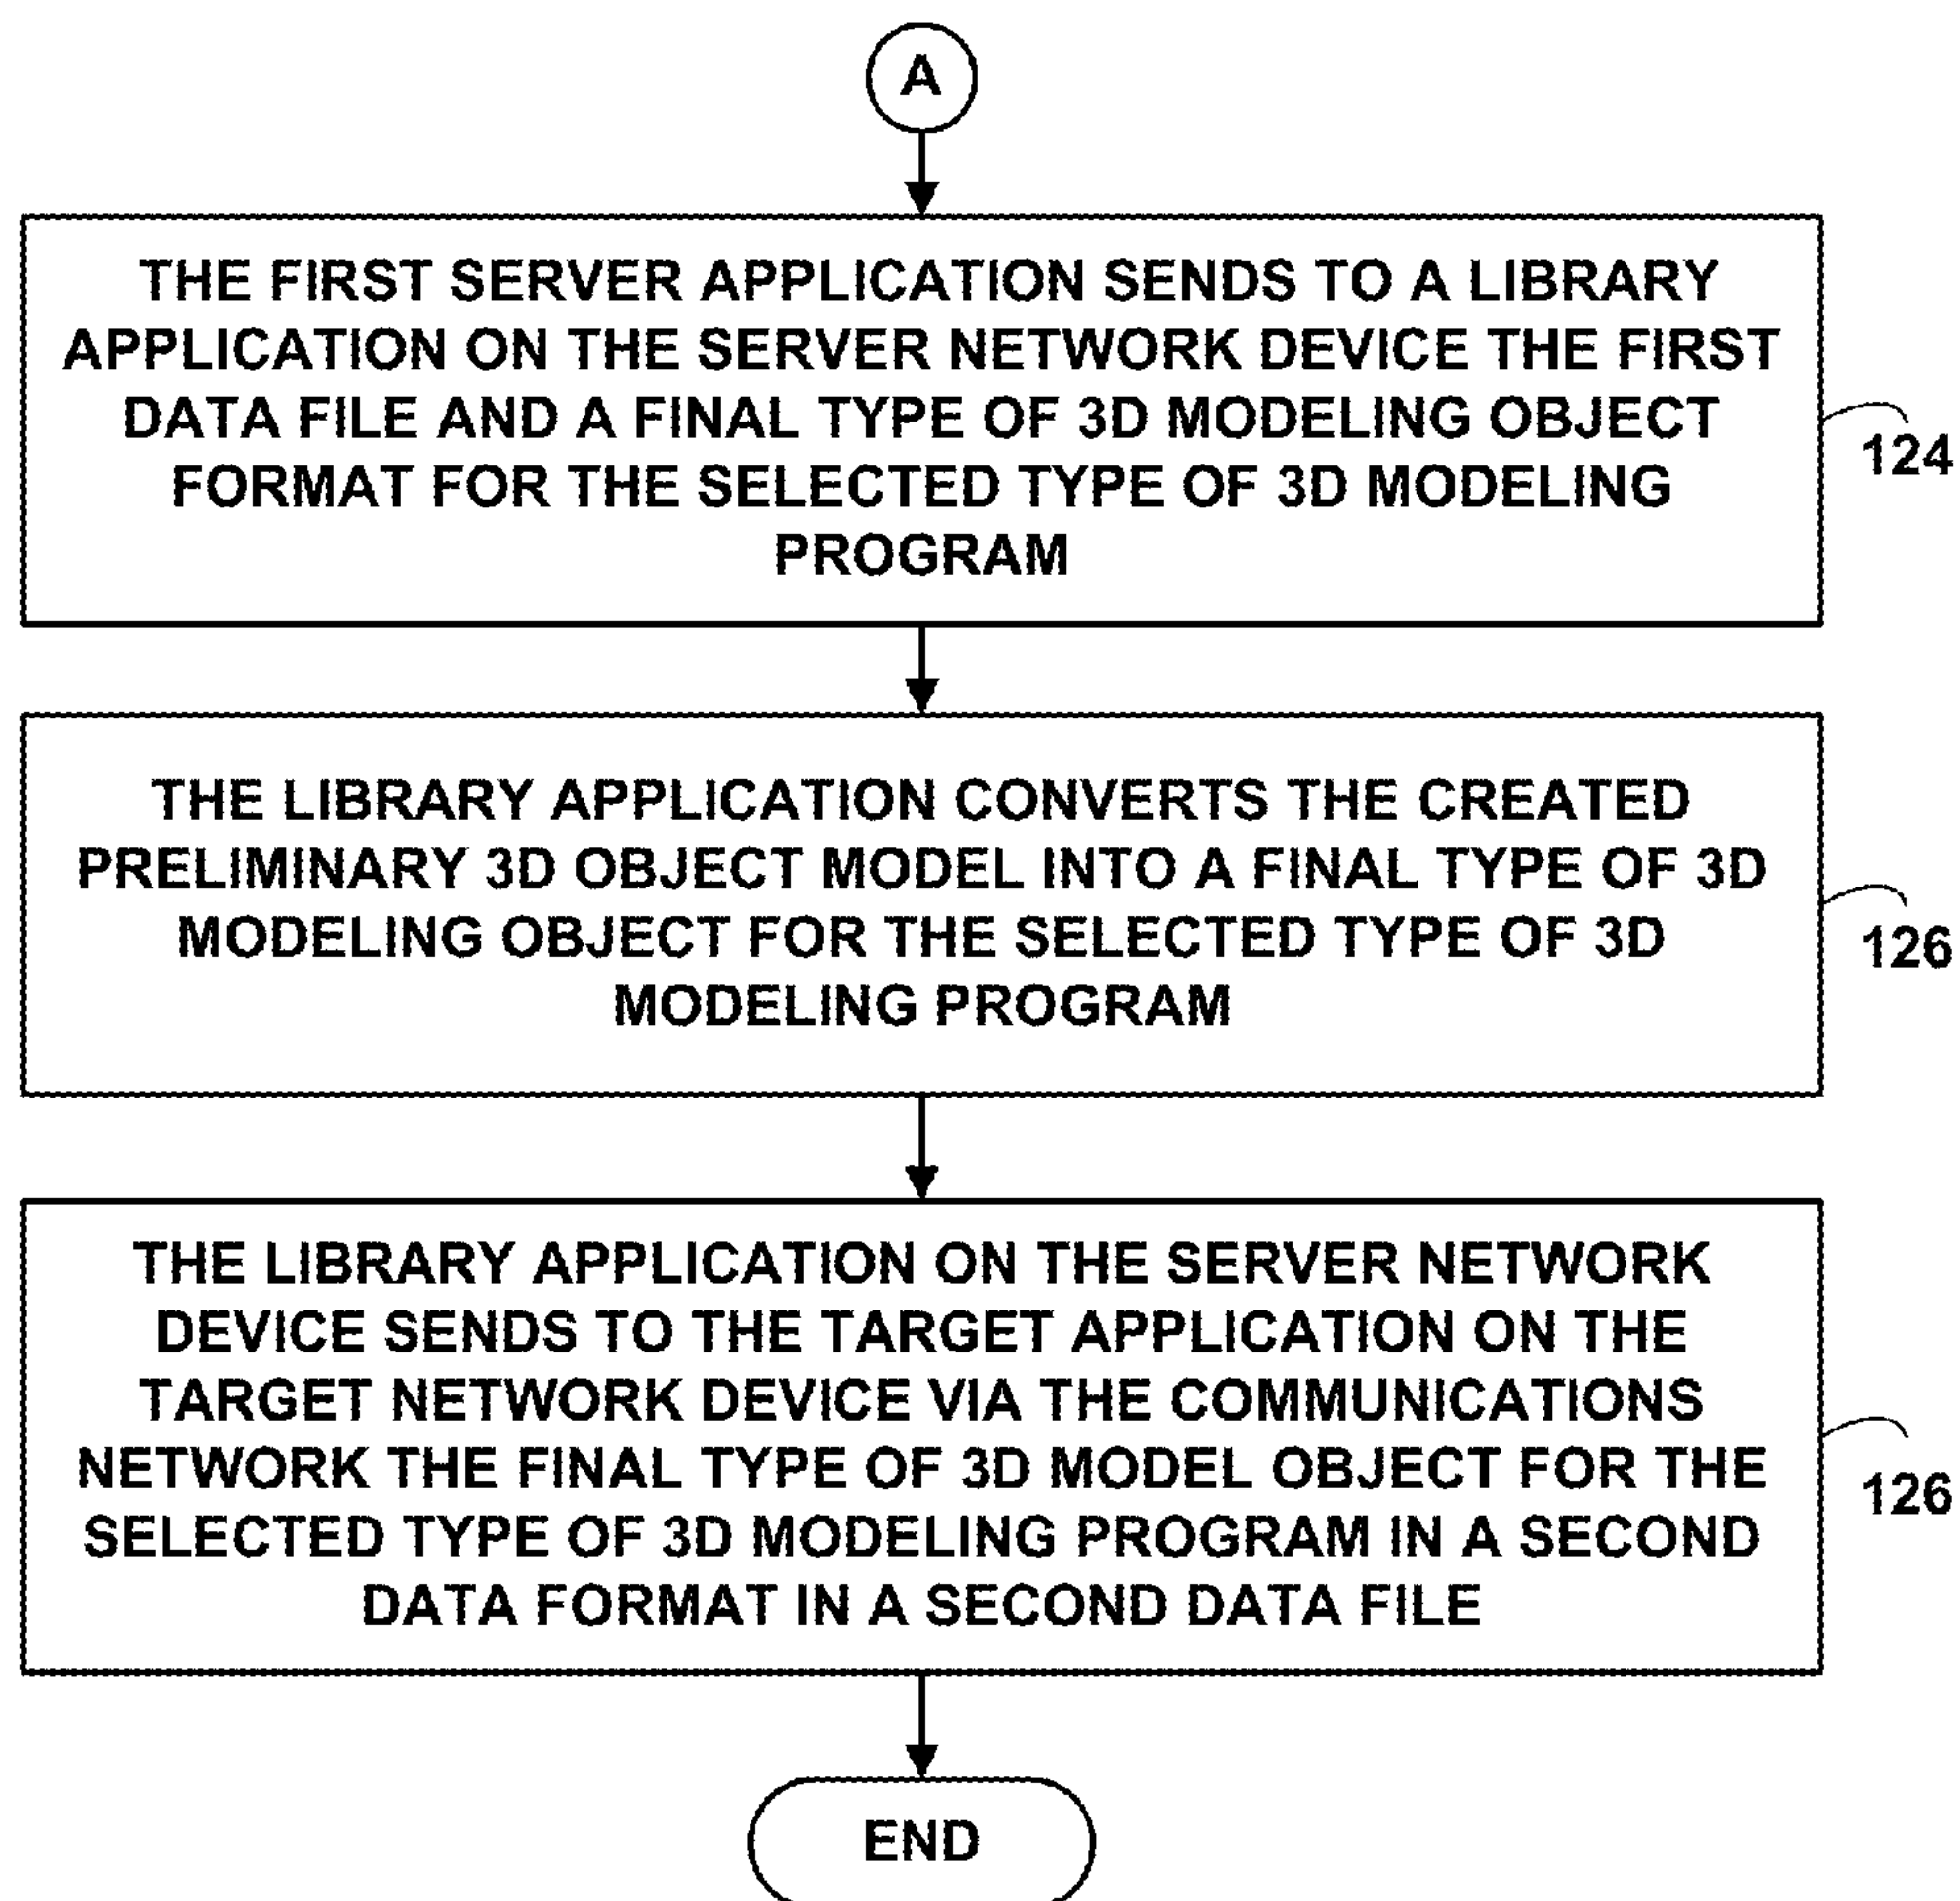 A
THE FIRST SERVER APPLICATION SENDS TO A LIBRARY
APPLICATION ON THE SERVER NETWORK DEVICE THE FIRST
DATA FILE AND A FINAL TYPE OF 3D MODELING OBJECT
FORMAT FOR THE SELECTED TYPE OF 3D MODELING
PROGRAM
124
THE LIBRARY APPLICATION CONVERTS THE CREATED
PRELIMINARY 3D OBJECT MODEL INTO A FINAL TYPE OF 3D
MODELING OBJECT FOR THE SELECTED TYPE OF 3D
MODELING PROGRAM
126
THE LIBRARY APPLICATION ON THE SERVER NETWORK
DEVICE SENDS TO THE TARGET APPLICATION ON THE
TARGET NETWORK DEVICE VIA THE COMMUNICATIONS
NETWORK THE FINAL TYPE OF 3D MODEL OBJECT FOR THE
SELECTED TYPE OF 3D MODELING PROGRAM IN A SECOND
DATA FORMAT IN A SECOND DATA FILE
126
END